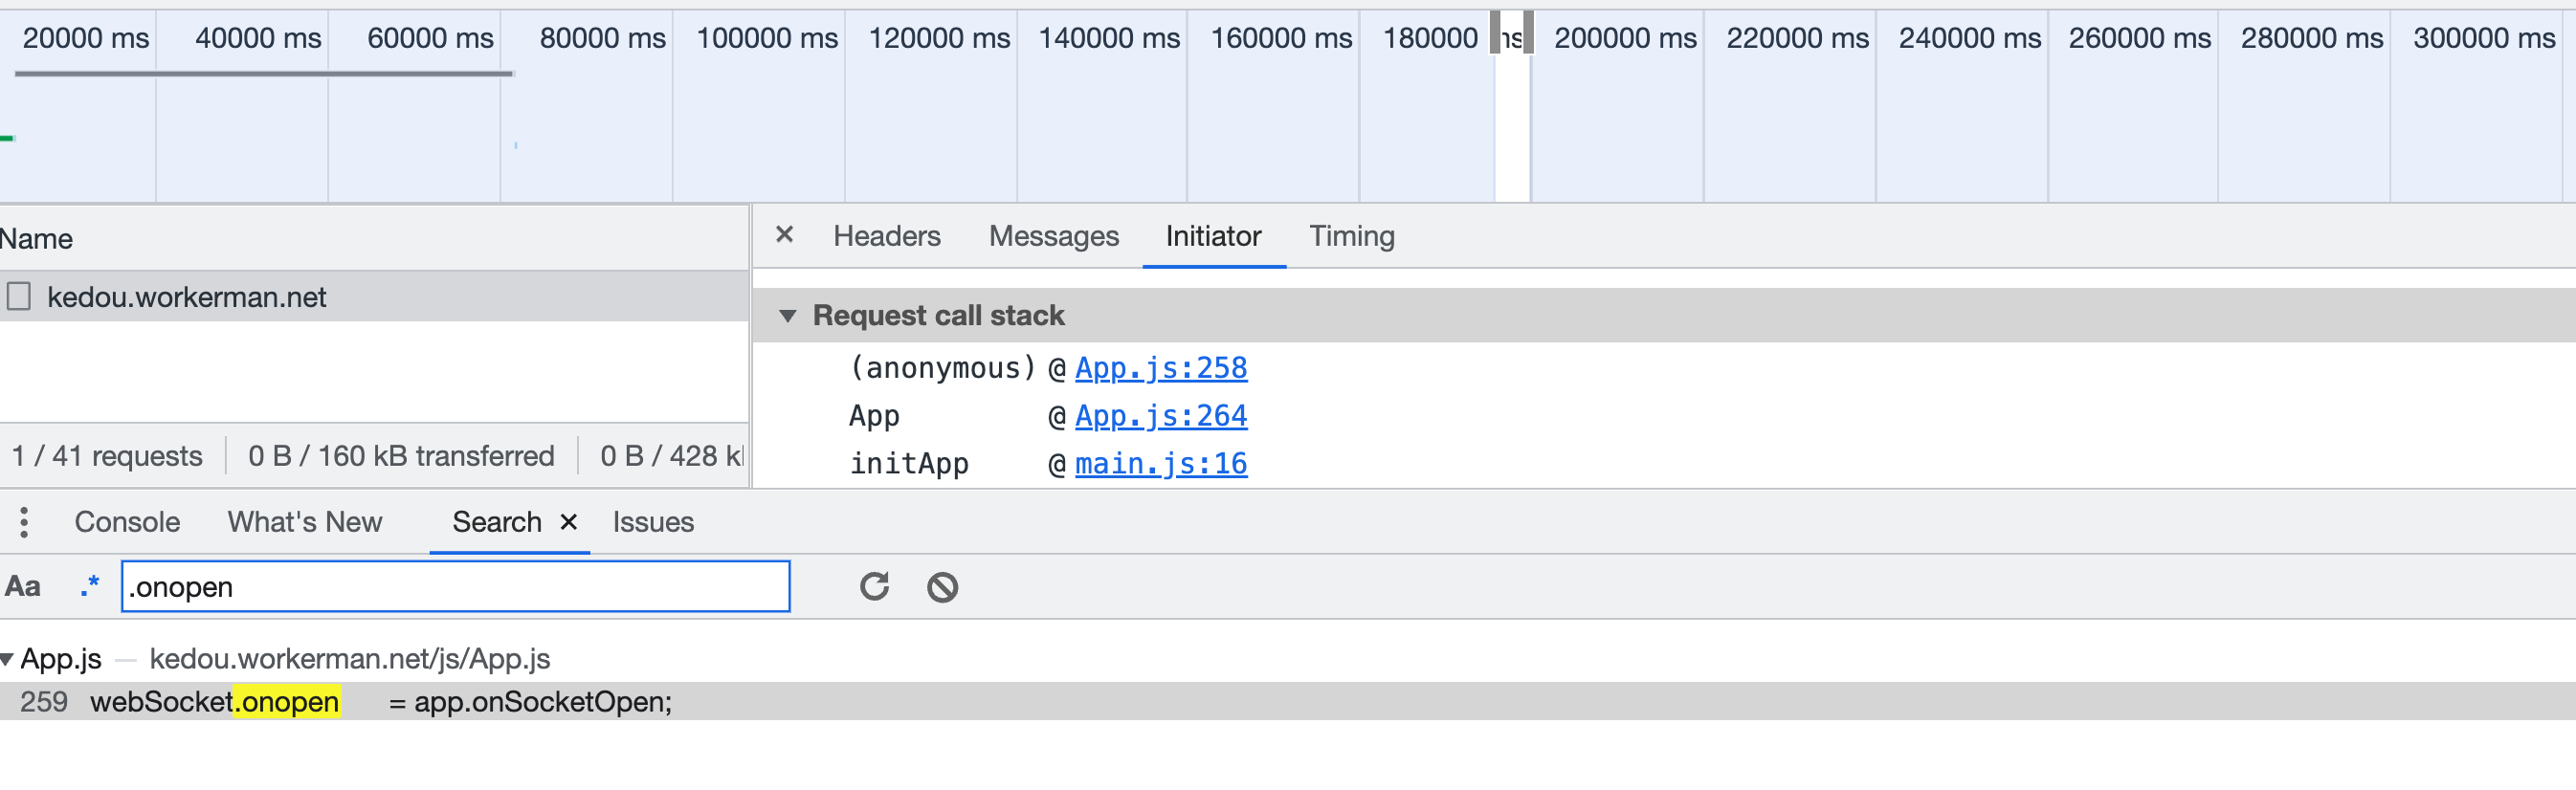 20000 ms 40000 ms 60000 ms 80000 ms 100000 ms 120000 ms 140000 ms 160000 ms 180000 ms 200000 ms 220000 ms 240000 ms 260000 ms 280000 ms 300000 ms
Name
× Headers Messages Initiator Timing
kedou.workerman.net
▼ Request call stack
(anonymous) @ App.js:258
App @ App.js:264
initApp @ main.js:16
1 / 41 requests 0 B / 160 kB transferred 0 B / 428 k
Console What's New Search × Issues
Aa .* .onopen
▼ App.js — kedou.workerman.net/js/App.js
259 webSocket.onopen = app.onSocketOpen;